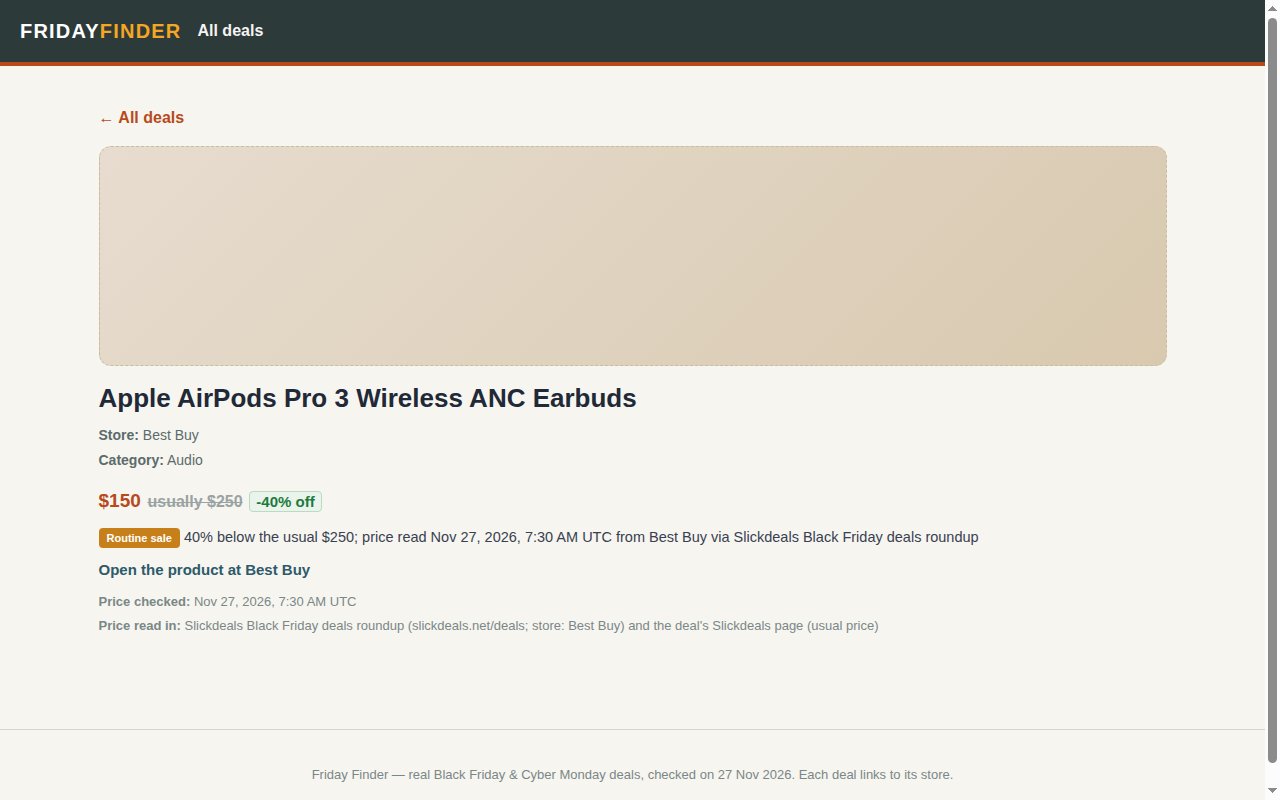 FRIDAYFINDER All deals
← All deals
Apple AirPods Pro 3 Wireless ANC Earbuds
Store: Best Buy
Category: Audio
$150 usually $250 -40% off
Routine sale 40% below the usual $250; price read Nov 27, 2026, 7:30 AM UTC from Best Buy via Slickdeals Black Friday deals roundup
Open the product at Best Buy
Price checked: Nov 27, 2026, 7:30 AM UTC
Price read in: Slickdeals Black Friday deals roundup (slickdeals.net/deals; store: Best Buy) and the deal's Slickdeals page (usual price)
Friday Finder — real Black Friday & Cyber Monday deals, checked on 27 Nov 2026. Each deal links to its store.